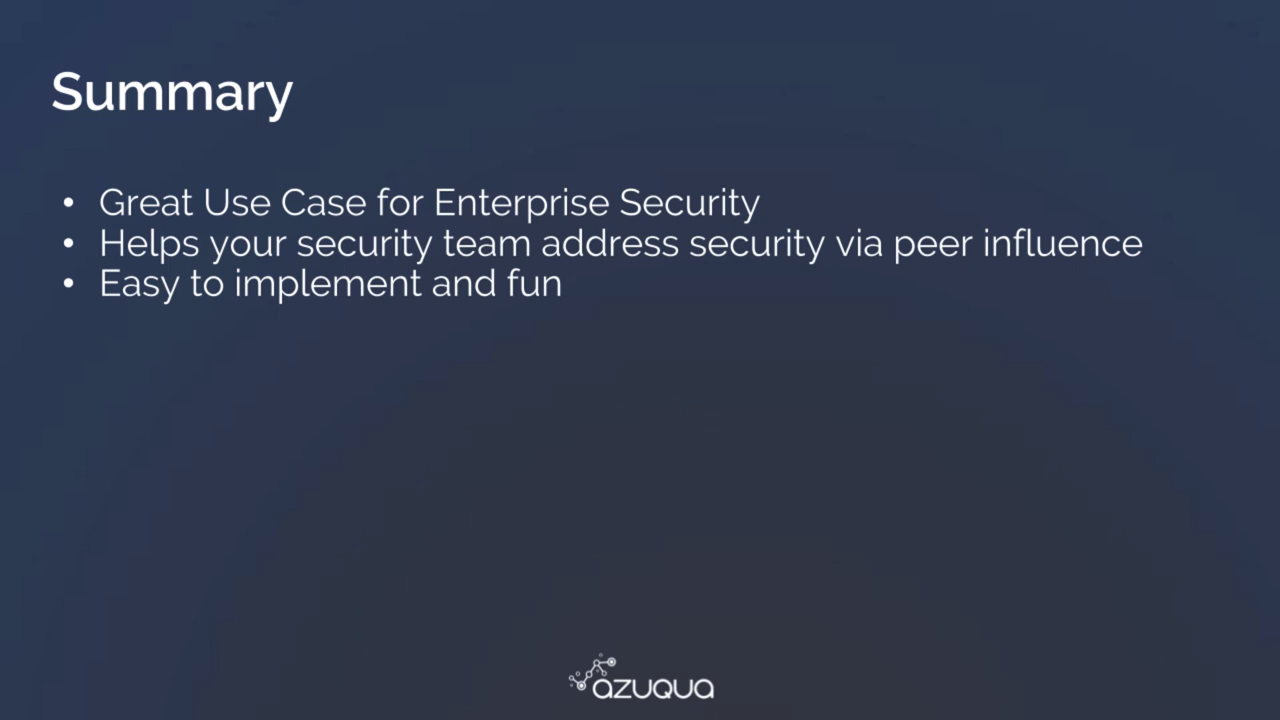 Summary
• Great Use Case for Enterprise Security
• Helps your security team address security via peer influence
• Easy to implement and fun
azuqua